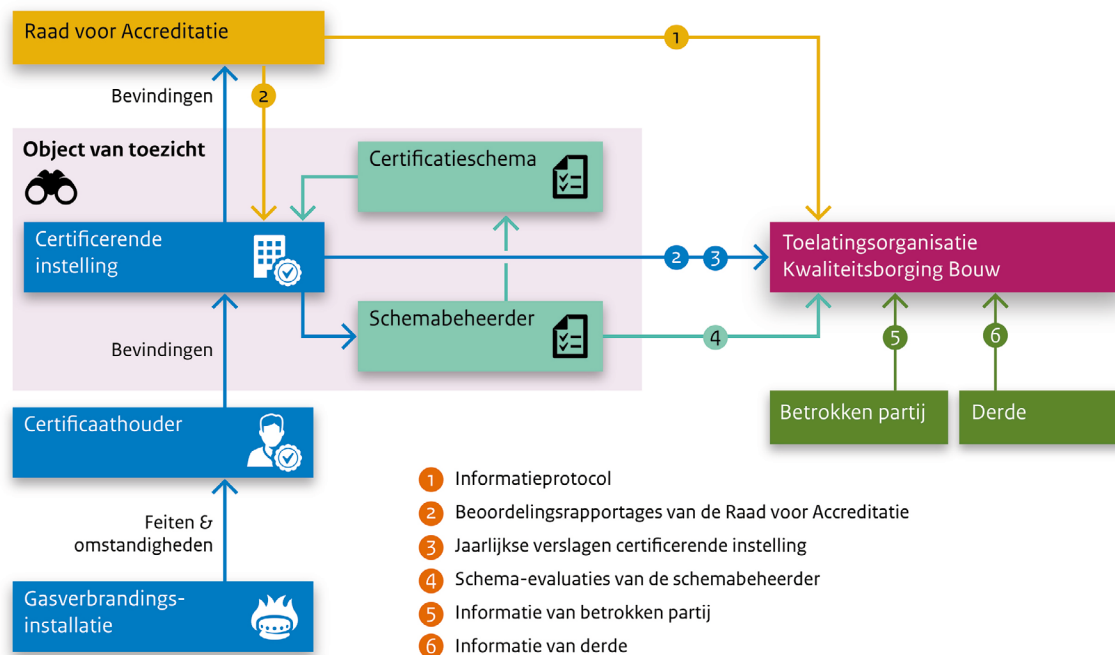 Raad voor Accreditatie
1
Bevindingen
2
Object van toezicht
Certificatieschema
Certificerende
instelling
2
3
Toelatingsorganisatie
Kwaliteitsborging Bouw
Schemabeheerder
4
Bevindingen
5
6
Certificaathouder
Betrokken partij
Derde
Feiten &
omstandigheden
Gasverbrandings-
installatie
1 Informatieprotocol
2 Beoordelingsrapportages van de Raad voor Accreditatie
3 Jaarlijkse verslagen certificerende instelling
4 Schema-evaluaties van de schemabeheerder
5 Informatie van betrokken partij
6 Informatie van derde